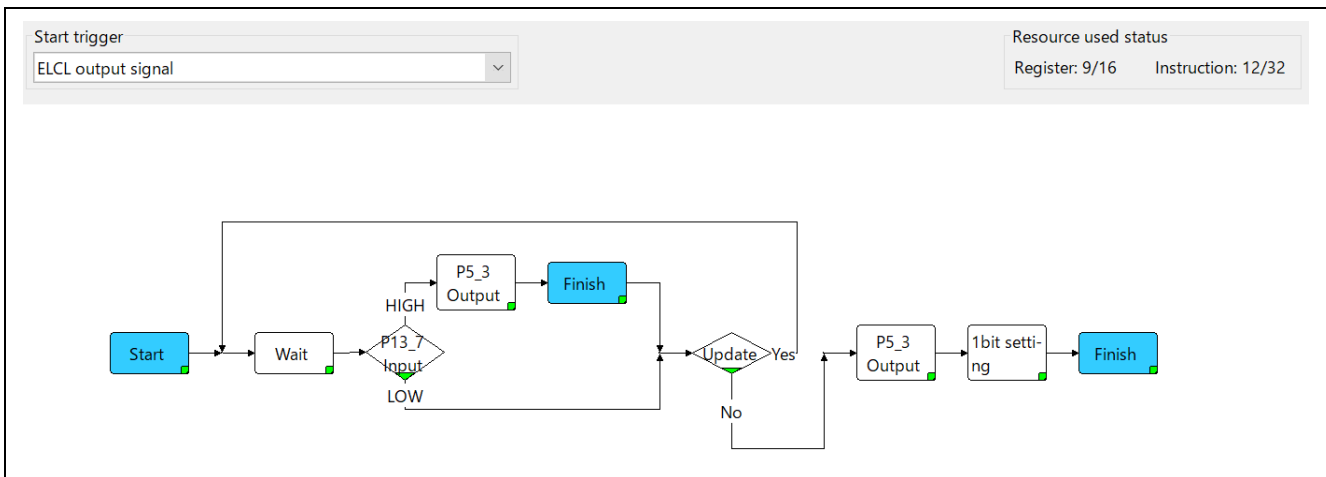 Start trigger
Resource used status
ELCL output signal
Register: 9/16
Instruction: 12/32
P5_3
Output
Finish
HIGH
Start
Wait
P13_7
Input
LOW
Update
Yes
No
P5_3
Output
1bit setti-
ng
Finish